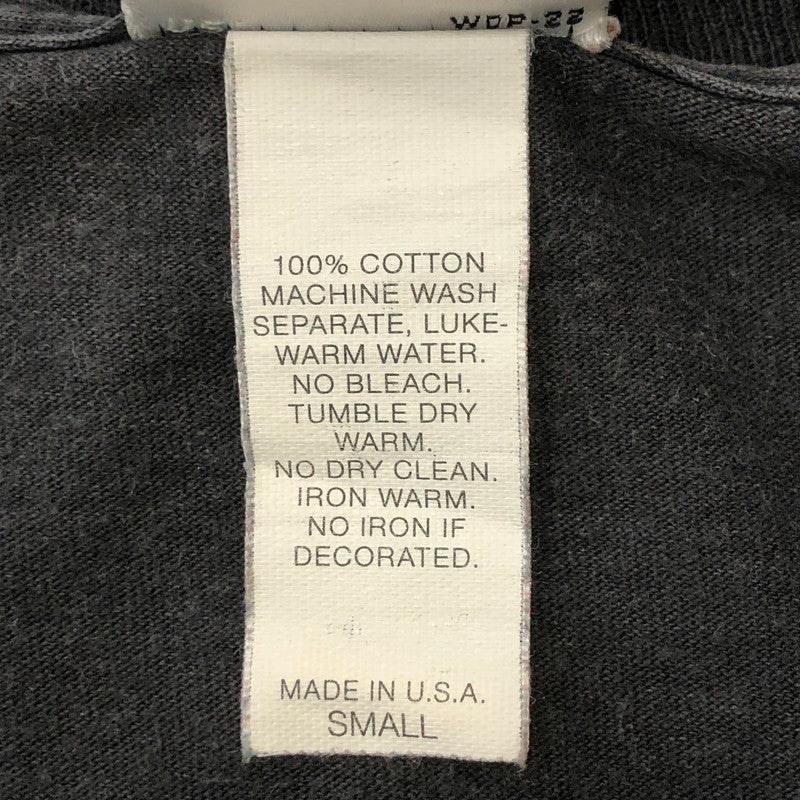 WDP-22
100% COTTON
MACHINE WASH
SEPARATE, LUKE-
WARM WATER.
NO BLEACH.
TUMBLE DRY
WARM.
NO DRY CLEAN.
IRON WARM.
NO IRON IF
DECORATED.
MADE IN U.S.A.
SMALL